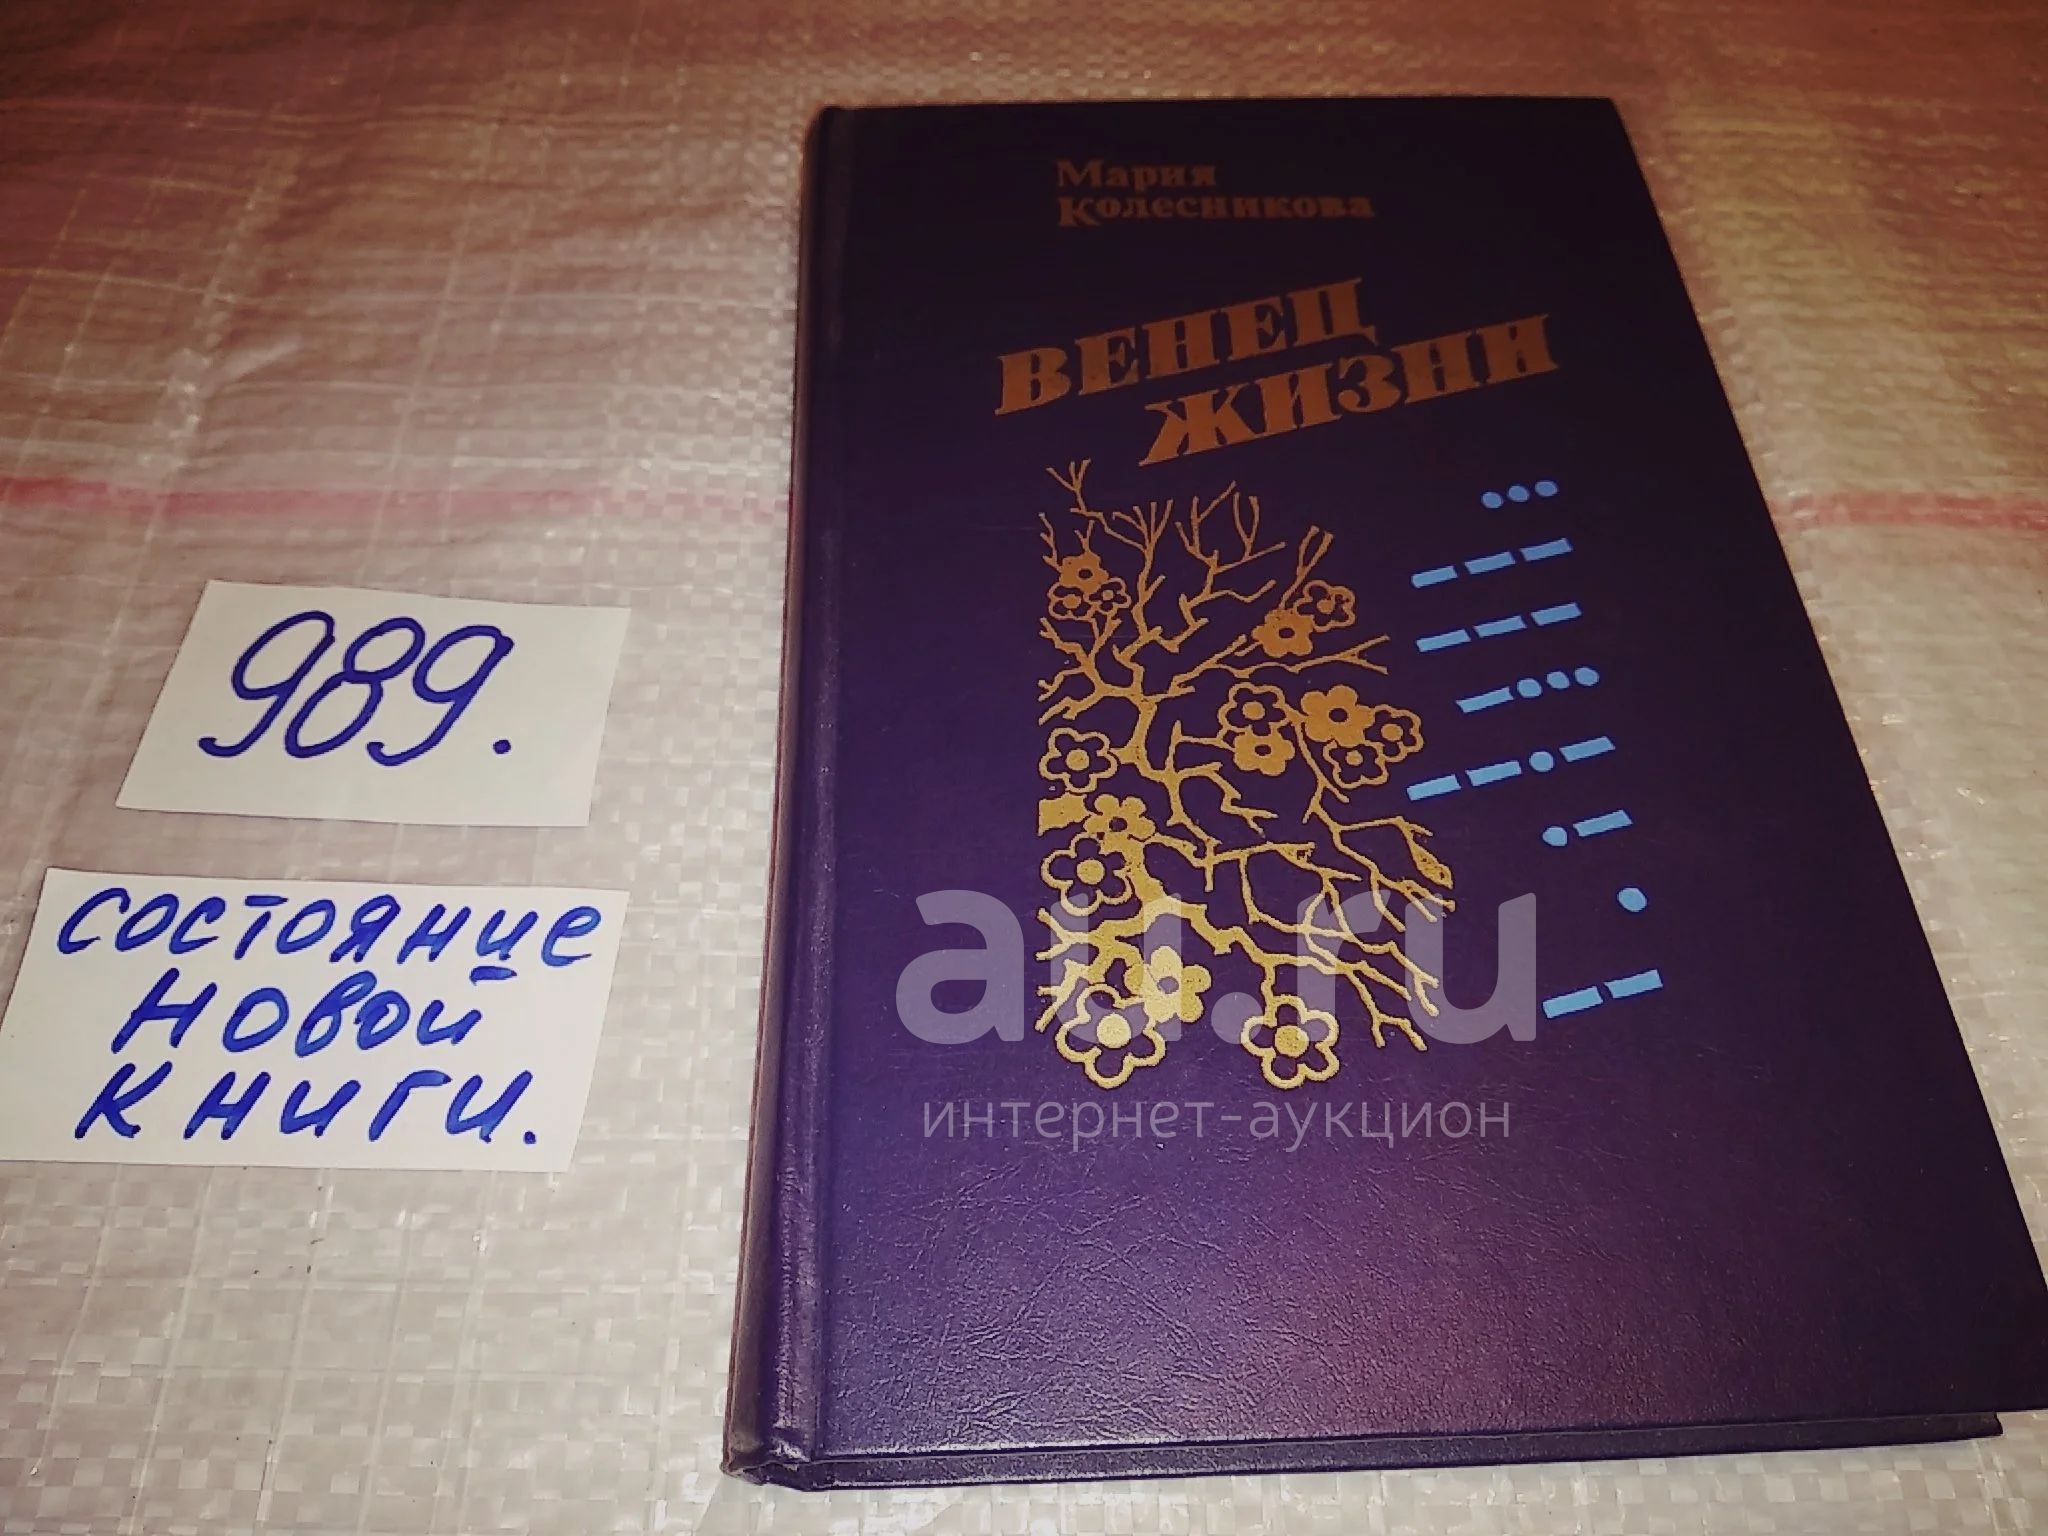 Мария
Колесникова
ВЕНЕЦ
ЖИЗНИ
989.
состояние
новой
книги.
au.ru
интернет-аукцион